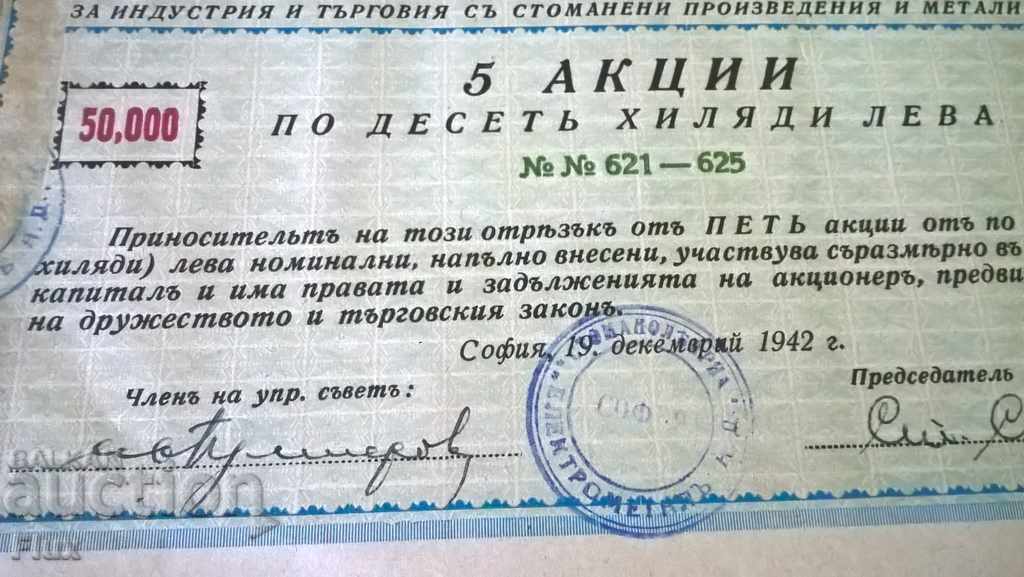 ЗА ИНДУСТРИЯ И ТЪРГОВИЯ СЪ СТОМАНЕНИ ПРОИЗВЕДЕНИЯ И МЕТАЛИ
5 АКЦИИ
50,000
ПО ДЕСЕТЬ ХИЛЯДИ ЛЕВА
№ № 621 — 625
Приносительтъ на този отрѣзъкъ отъ ПЕТЬ акции отъ по
хиляди) лева номинални, напълно внесени, участвува съразмѣрно въ
капиталъ и има правата и задълженията на акционеръ, предви
на дружеството и търговския законъ.
София, 19. декемврий 1942 г.
Членъ на упр. съветъ:
Председатель
BALKAN
auction
Flux